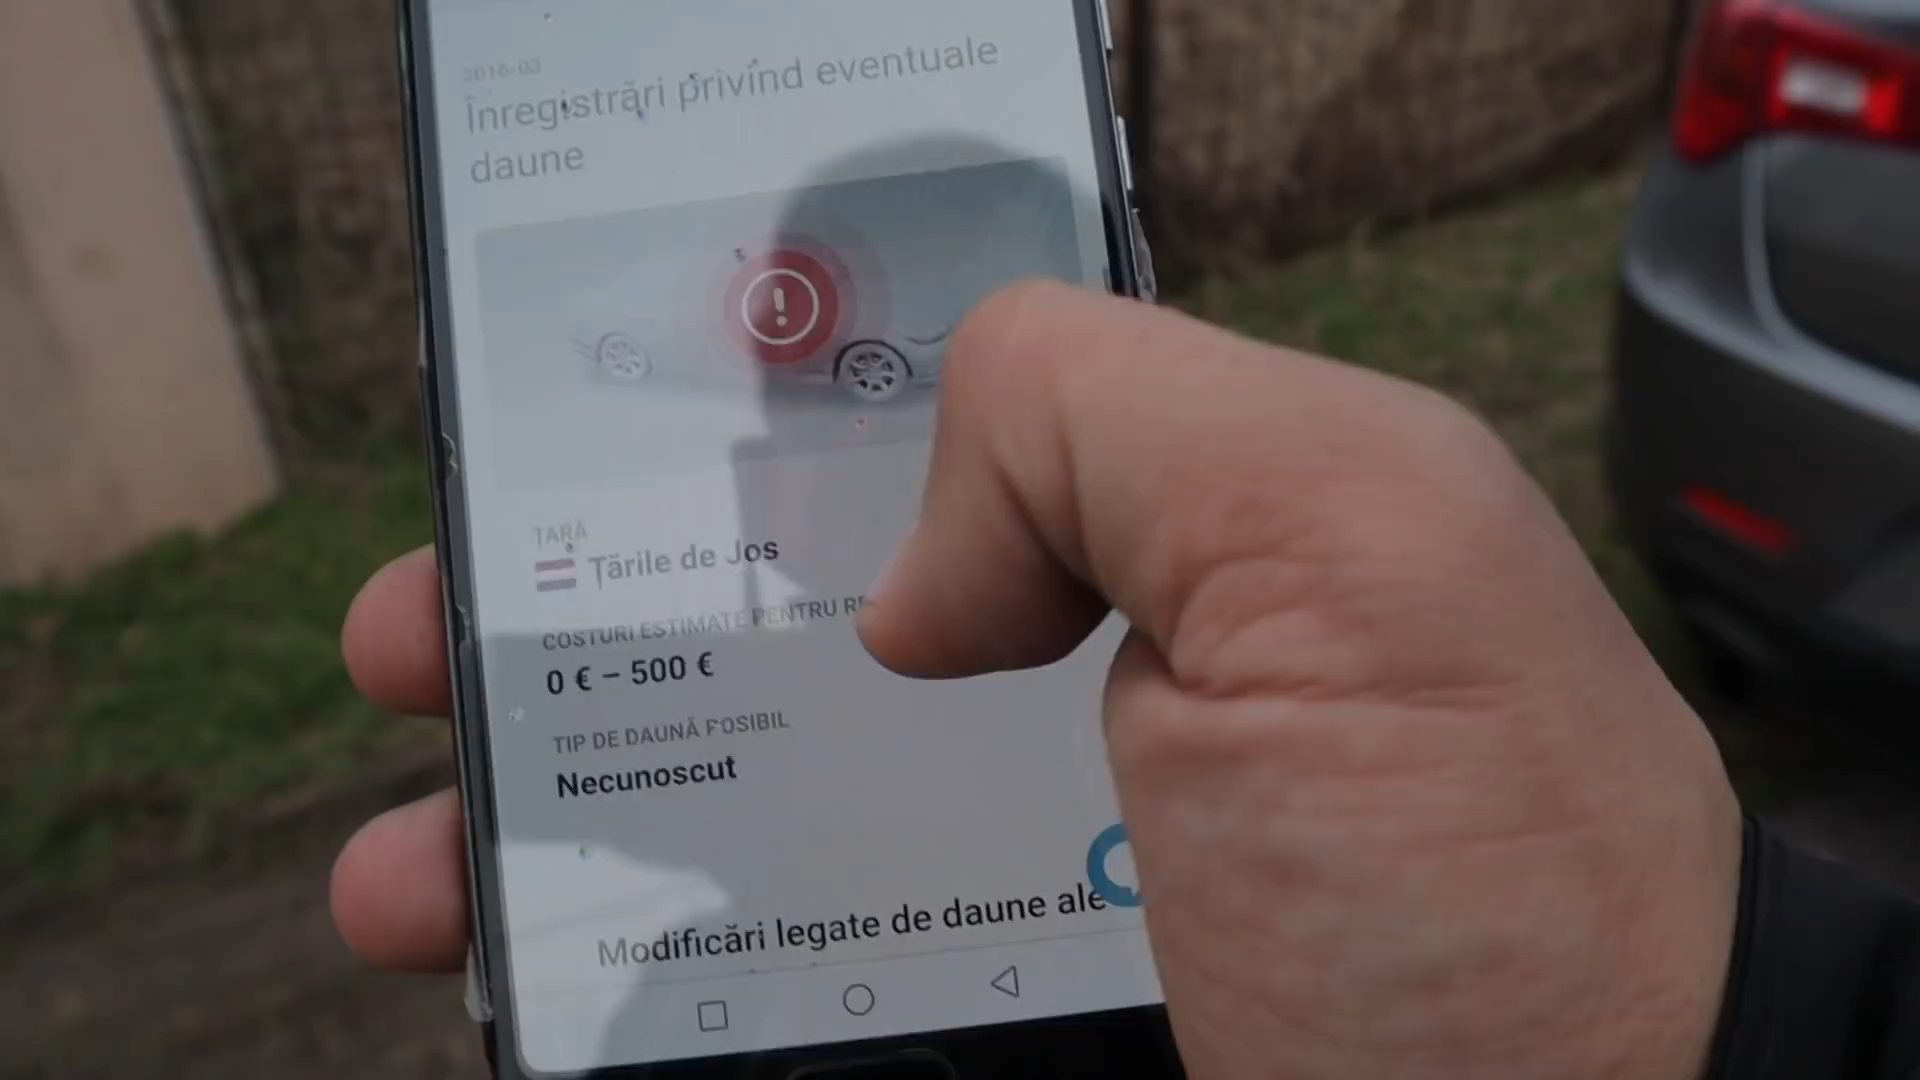 2016-03
Înregistrări privind eventuale
daune
ȚARĂ
Țările de Jos
COSTURI ESTIMATE PENTRU
0 € – 500 €
TIP DE DAUNĂ POSIBIL
Necunoscut
Modificări legate de daune ale